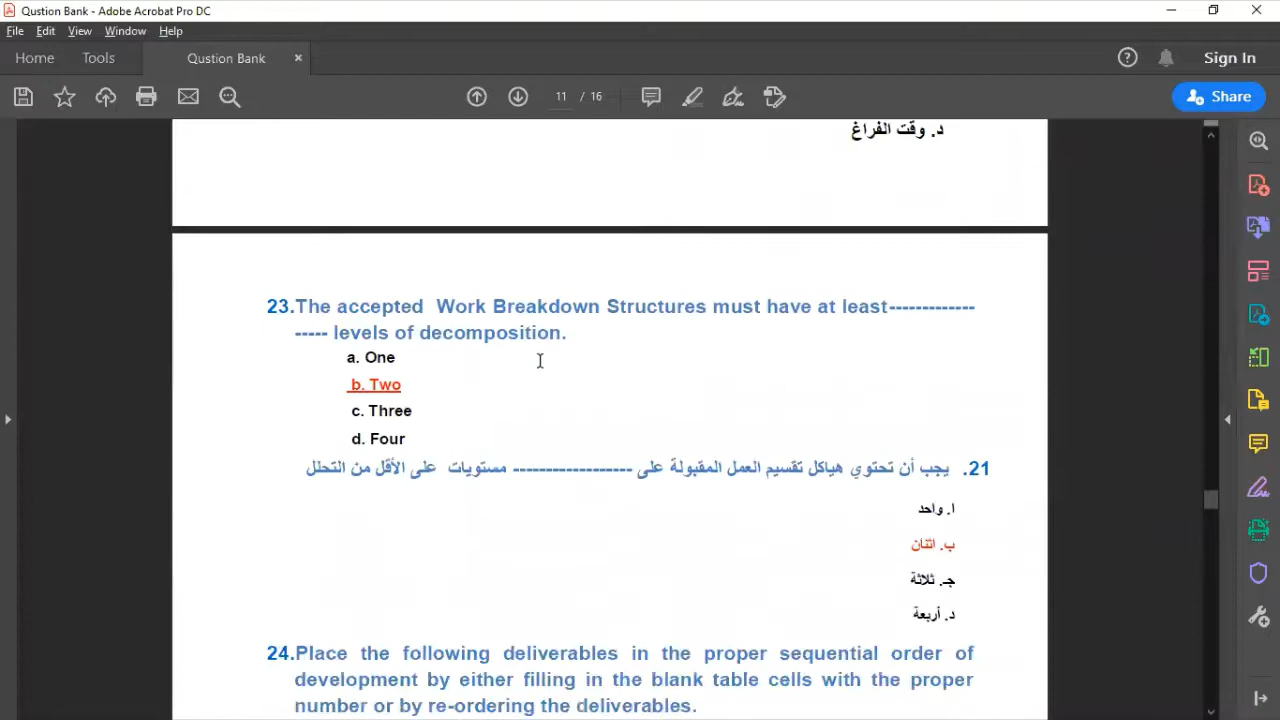 Qustion Bank - Adobe Acrobat Pro DC
File Edit View Window Help
Home Tools Qustion Bank × Sign In
11 / 16 Share
د. وقت الفراغ
23.The accepted Work Breakdown Structures must have at least--------------
----- levels of decomposition.
a. One
b. Two
c. Three
d. Four
21. يجب أن تحتوي هياكل تقسيم العمل المقبولة على ------------------ مستويات على الأقل من التحلل
ا. واحد
ب. اثنان
جـ. ثلاثة
د. أربعة
24.Place the following deliverables in the proper sequential order of
development by either filling in the blank table cells with the proper
number or by re-ordering the deliverables.